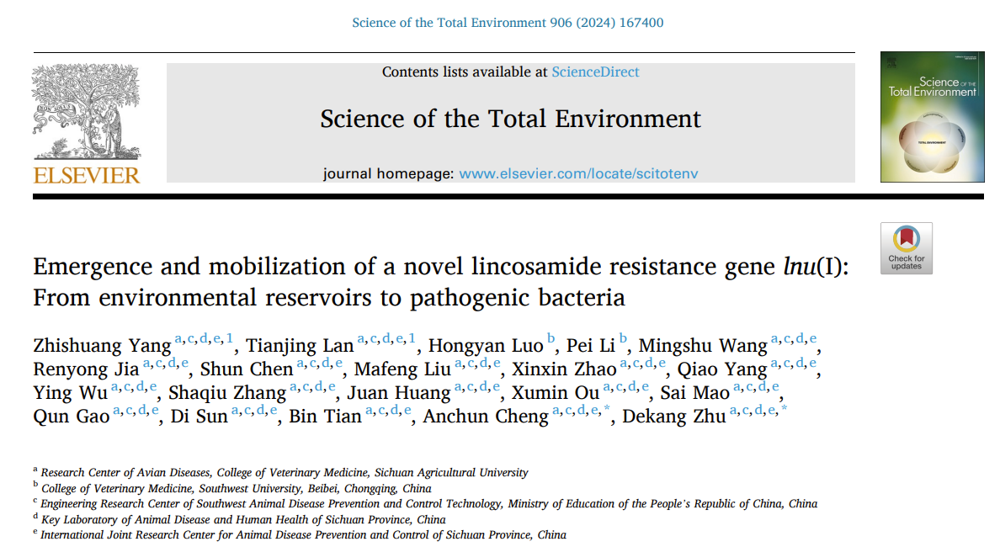 Science of the Total Environment 906 (2024) 167400
Contents lists available at ScienceDirect
Science of the Total Environment
journal homepage: www.elsevier.com/locate/scitotenv
ELSEVIER
Science OF THE
Total Environment
TOTAL ENVIRONMENT
Check for
updates
Emergence and mobilization of a novel lincosamide resistance gene lnu(I):
From environmental reservoirs to pathogenic bacteria
Zhishuang Yang a,c,d,e,1, Tianjing Lan a,c,d,e,1, Hongyan Luo b, Pei Li b, Mingshu Wang a,c,d,e,
Renyong Jia a,c,d,e, Shun Chen a,c,d,e, Mafeng Liu a,c,d,e, Xinxin Zhao a,c,d,e, Qiao Yang a,c,d,e,
Ying Wu a,c,d,e, Shaqiu Zhang a,c,d,e, Juan Huang a,c,d,e, Xumin Ou a,c,d,e, Sai Mao a,c,d,e,
Qun Gao a,c,d,e, Di Sun a,c,d,e, Bin Tian a,c,d,e, Anchun Cheng a,c,d,e,*, Dekang Zhu a,c,d,e,*
a Research Center of Avian Diseases, College of Veterinary Medicine, Sichuan Agricultural University
b College of Veterinary Medicine, Southwest University, Beibei, Chongqing, China
c Engineering Research Center of Southwest Animal Disease Prevention and Control Technology, Ministry of Education of the People's Republic of China, China
d Key Laboratory of Animal Disease and Human Health of Sichuan Province, China
e International Joint Research Center for Animal Disease Prevention and Control of Sichuan Province, China